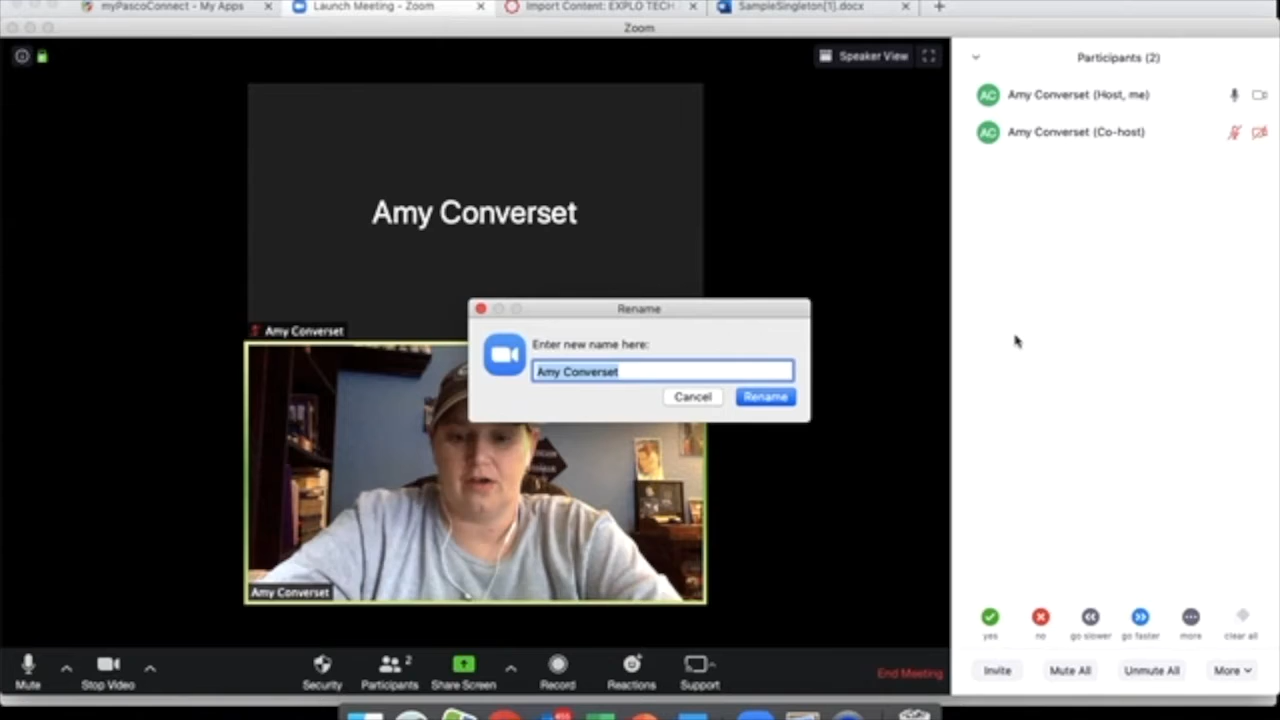 myPascoConnect - My Apps
Launch Meeting - Zoom
Import Content: EXPLO TECH
SampleSingleton[1].docx
Zoom
Speaker View
Participants (2)
AC Amy Converset (Host, me)
AC Amy Converset (Co-host)
Amy Converset
Amy Converset
Rename
Enter new name here:
Amy Converset
Cancel
Rename
Amy Converset
yes
no
go slower
go faster
more
clear all
Invite
Mute All
Unmute All
More
Mute
Stop Video
Security
Participants
2
Share Screen
Record
Reactions
Support
End Meeting